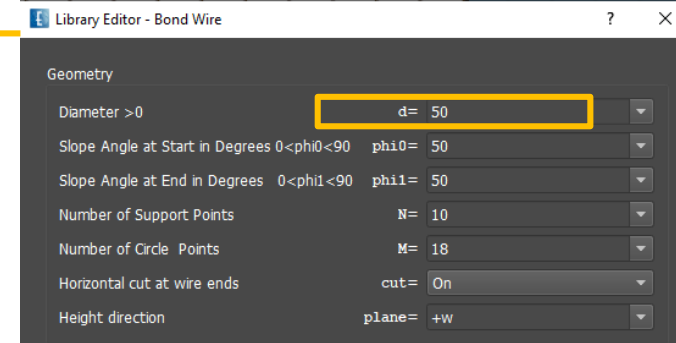 Library Editor - Bond Wire ? ×
Geometry
Diameter >0 d= 50
Slope Angle at Start in Degrees 0<phi0<90 phi0= 50
Slope Angle at End in Degrees 0<phi1<90 phi1= 50
Number of Support Points N= 10
Number of Circle Points M= 18
Horizontal cut at wire ends cut= On
Height direction plane= +w